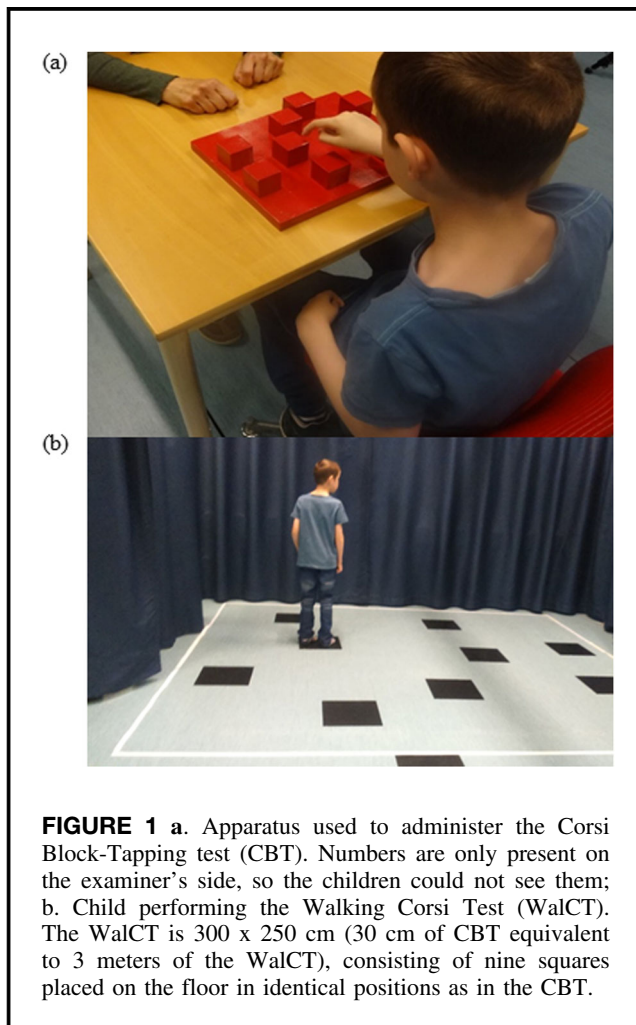 (a)
(b)
FIGURE 1 a. Apparatus used to administer the Corsi
Block-Tapping test (CBT). Numbers are only present on
the examiner's side, so the children could not see them;
b. Child performing the Walking Corsi Test (WalCT).
The WalCT is 300 x 250 cm (30 cm of CBT equivalent
to 3 meters of the WalCT), consisting of nine squares
placed on the floor in identical positions as in the CBT.